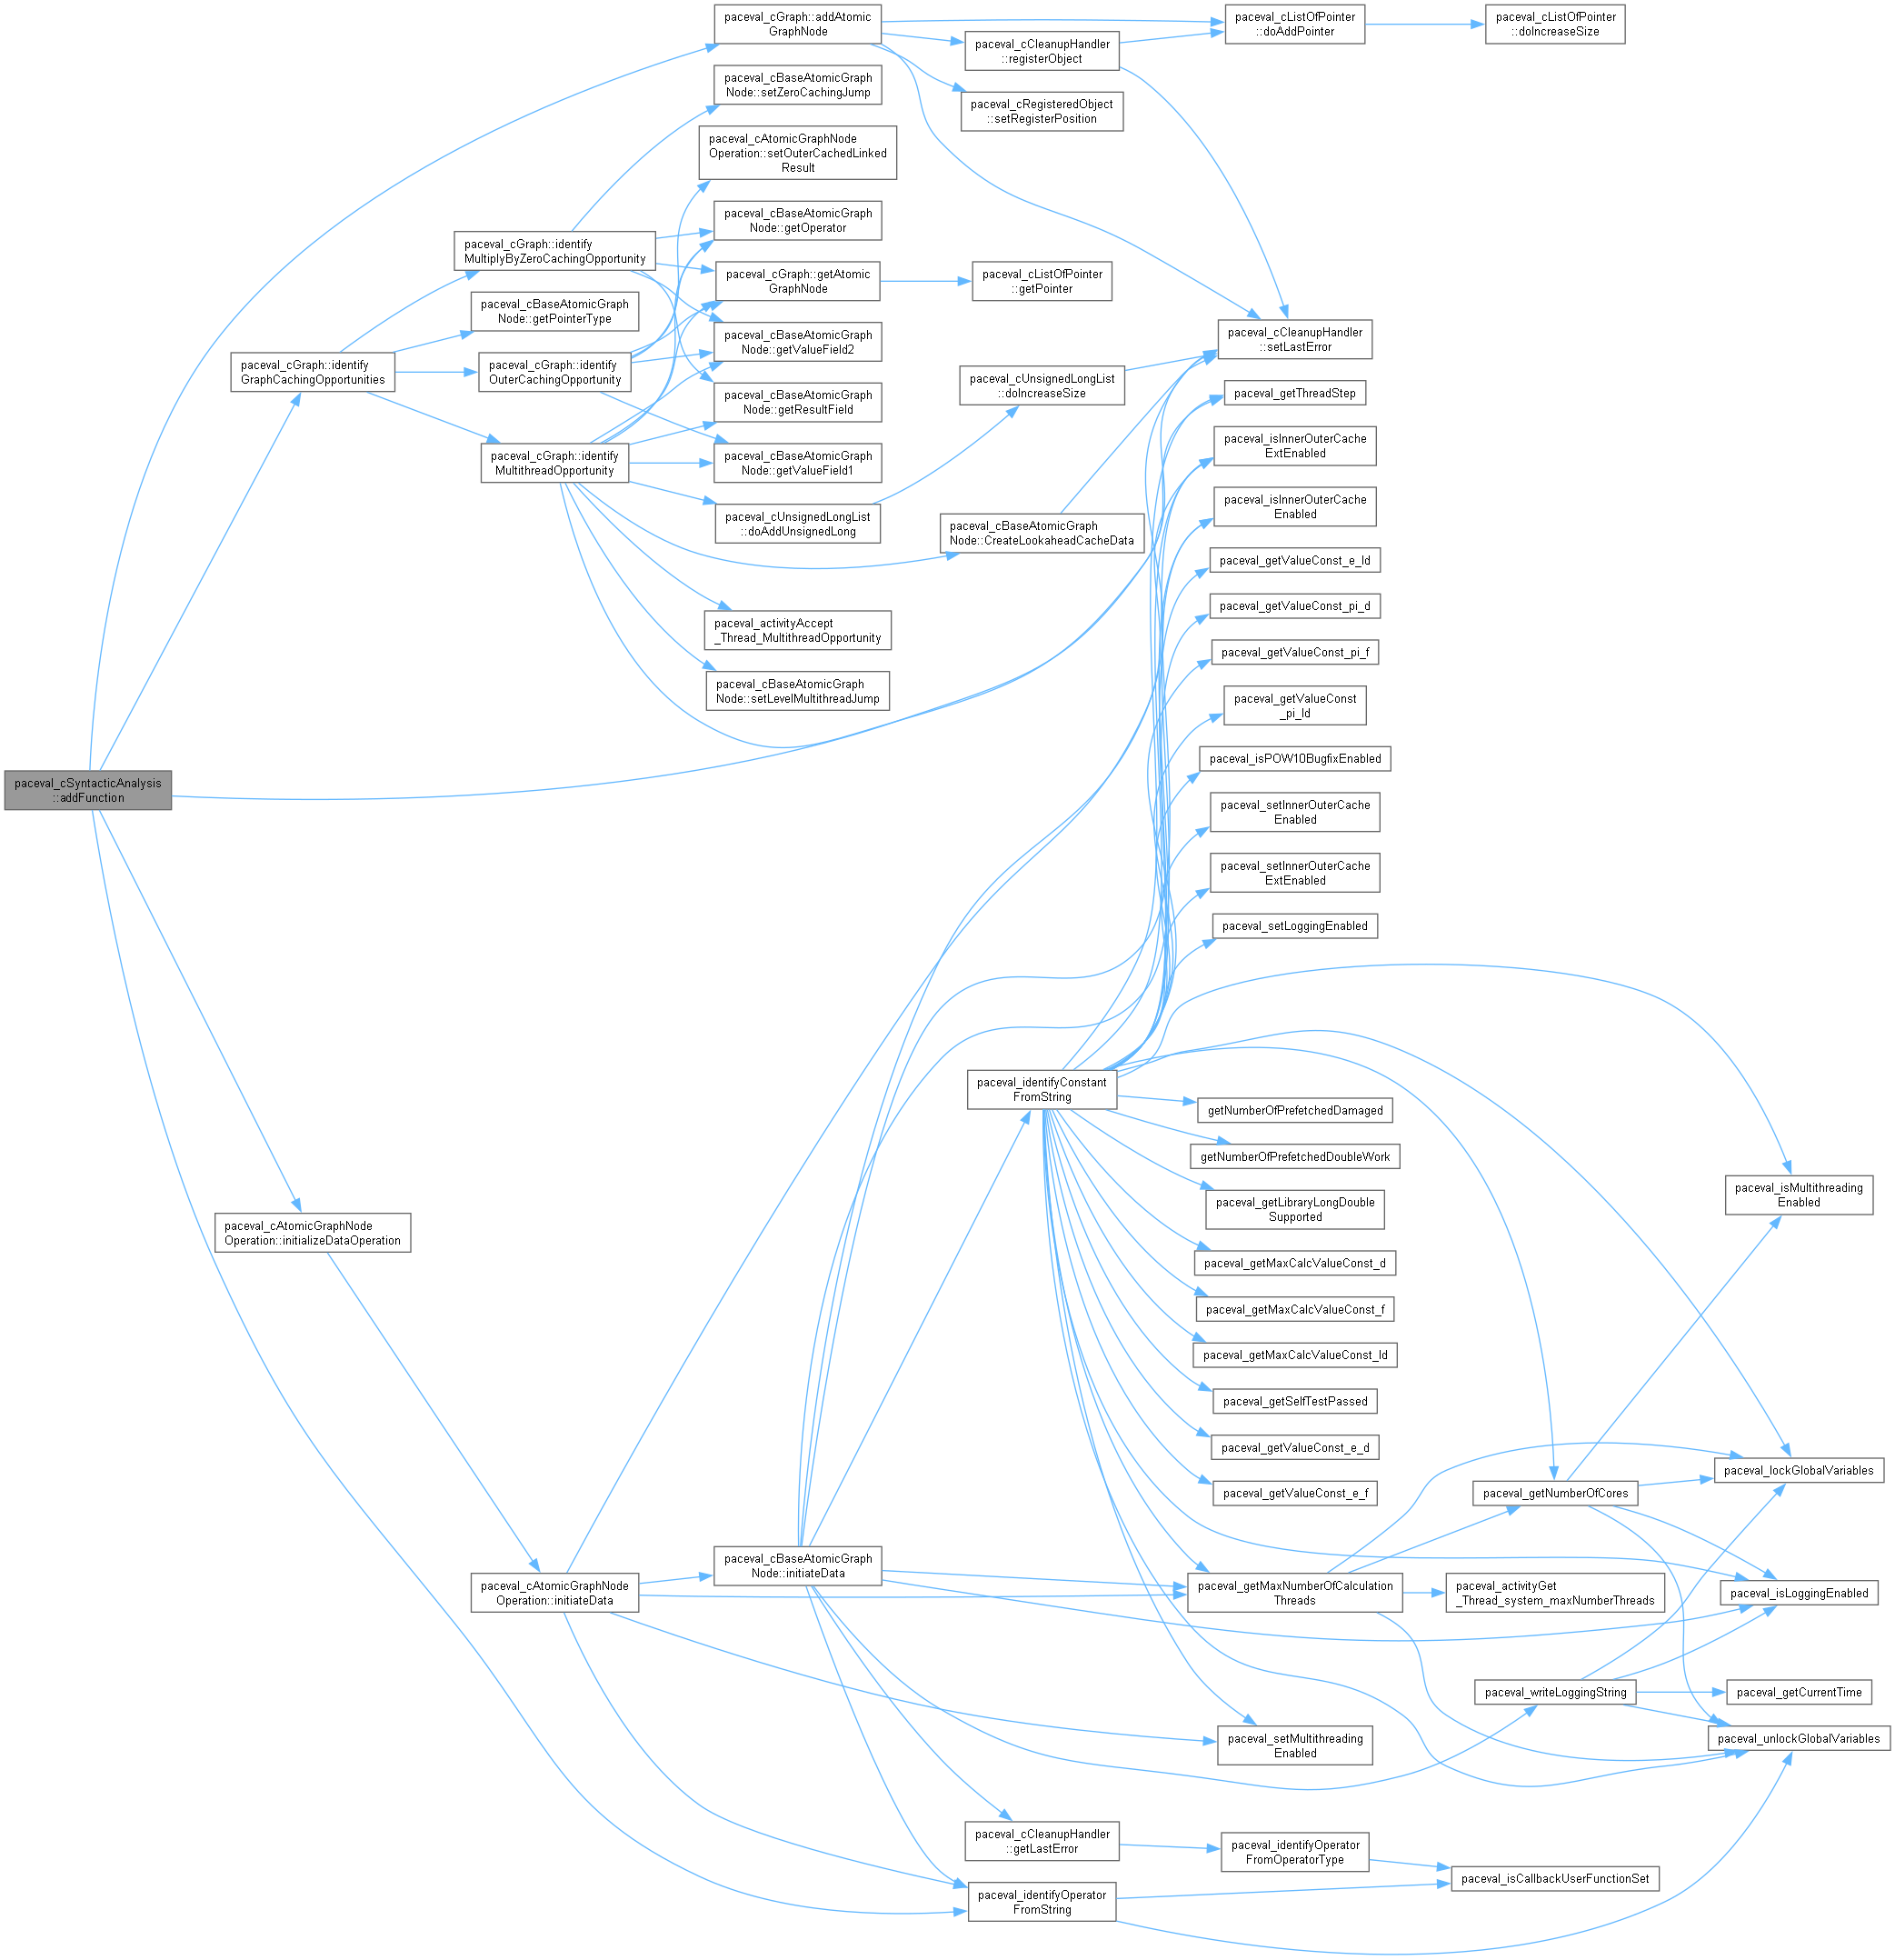 paceval_cGraph::addAtomic
GraphNode
paceval_cListOfPointer
::doAddPointer
paceval_cListOfPointer
::doIncreaseSize
paceval_cCleanupHandler
::registerObject
paceval_cBaseAtomicGraph
Node::setZeroCachingJump
paceval_cRegisteredObject
::setRegisterPosition
paceval_cAtomicGraphNode
Operation::setOuterCachedLinked
Result
paceval_cBaseAtomicGraph
Node::getOperator
paceval_cGraph::identify
MultiplyByZeroCachingOpportunity
paceval_cGraph::getAtomic
GraphNode
paceval_cListOfPointer
::getPointer
paceval_cBaseAtomicGraph
Node::getPointerType
paceval_cBaseAtomicGraph
Node::getValueField2
paceval_cCleanupHandler
::setLastError
paceval_cGraph::identify
GraphCachingOpportunities
paceval_cGraph::identify
OuterCachingOpportunity
paceval_cUnsignedLongList
::doIncreaseSize
paceval_getThreadStep
paceval_cBaseAtomicGraph
Node::getResultField
paceval_isInnerOuterCache
ExtEnabled
paceval_cGraph::identify
MultithreadOpportunity
paceval_cBaseAtomicGraph
Node::getValueField1
paceval_isInnerOuterCache
Enabled
paceval_cUnsignedLongList
::doAddUnsignedLong
paceval_cBaseAtomicGraph
Node::CreateLookaheadCacheData
paceval_getValueConst_e_ld
paceval_getValueConst_pi_d
paceval_activityAccept
_Thread_MultithreadOpportunity
paceval_getValueConst_pi_f
paceval_cBaseAtomicGraph
Node::setLevelMultithreadJump
paceval_getValueConst
_pi_ld
paceval_isPOW10BugfixEnabled
paceval_cSyntacticAnalysis
::addFunction
paceval_setInnerOuterCache
Enabled
paceval_setInnerOuterCache
ExtEnabled
paceval_setLoggingEnabled
paceval_identifyConstant
FromString
getNumberOfPrefetchedDamaged
getNumberOfPrefetchedDoubleWork
paceval_isMultithreading
Enabled
paceval_getLibraryLongDouble
Supported
paceval_cAtomicGraphNode
Operation::initializeDataOperation
paceval_getMaxCalcValueConst_d
paceval_getMaxCalcValueConst_f
paceval_getMaxCalcValueConst_ld
paceval_getSelfTestPassed
paceval_getValueConst_e_d
paceval_lockGlobalVariables
paceval_getValueConst_e_f
paceval_getNumberOfCores
paceval_cBaseAtomicGraph
Node::initiateData
paceval_cAtomicGraphNode
Operation::initiateData
paceval_getMaxNumberOfCalculation
Threads
paceval_activityGet
_Thread_system_maxNumberThreads
paceval_isLoggingEnabled
paceval_writeLoggingString
paceval_getCurrentTime
paceval_setMultithreading
Enabled
paceval_unlockGlobalVariables
paceval_cCleanupHandler
::getLastError
paceval_identifyOperator
FromOperatorType
paceval_isCallbackUserFunctionSet
paceval_identifyOperator
FromString